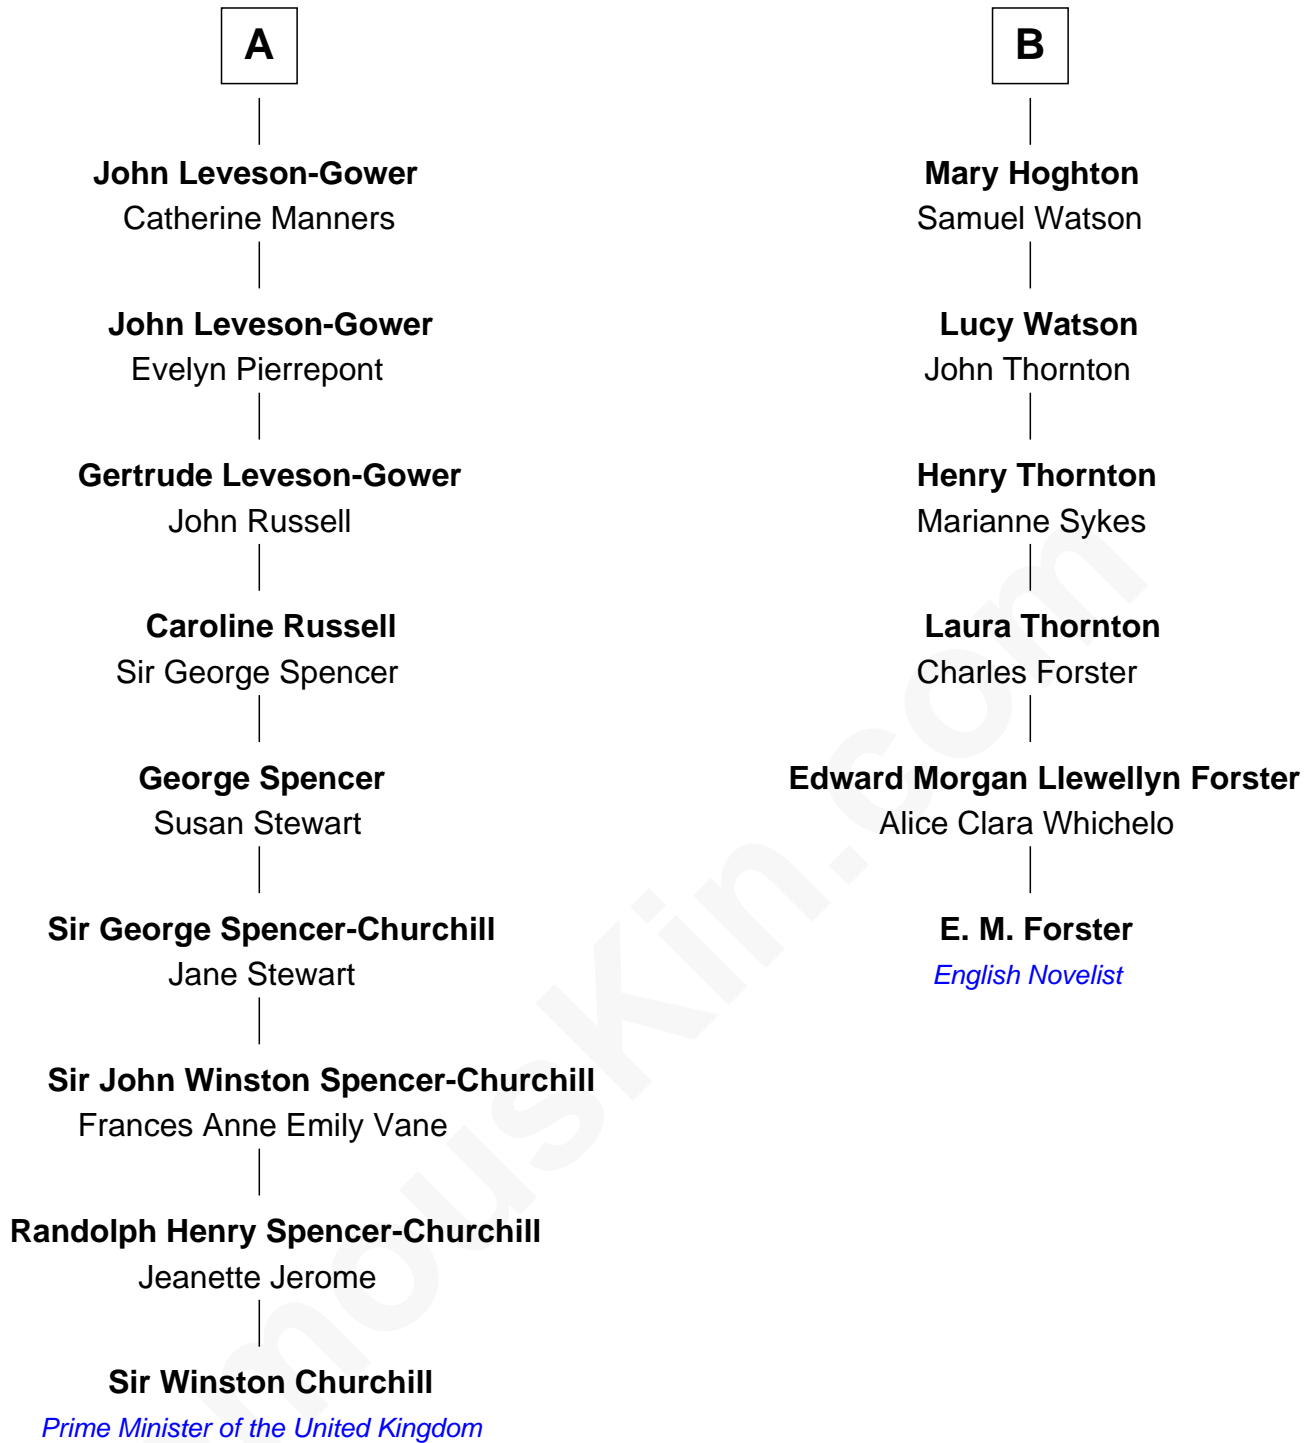 A
John Leveson-Gower
Catherine Manners
John Leveson-Gower
Evelyn Pierrepont
Gertrude Leveson-Gower
John Russell
Caroline Russell
Sir George Spencer
George Spencer
Susan Stewart
Sir George Spencer-Churchill
Jane Stewart
Sir John Winston Spencer-Churchill
Frances Anne Emily Vane
Randolph Henry Spencer-Churchill
Jeanette Jerome
Sir Winston Churchill
Prime Minister of the United Kingdom
B
Mary Hoghton
Samuel Watson
Lucy Watson
John Thornton
Henry Thornton
Marianne Sykes
Laura Thornton
Charles Forster
Edward Morgan Llewellyn Forster
Alice Clara Whichelo
E. M. Forster
English Novelist
mousKin.com